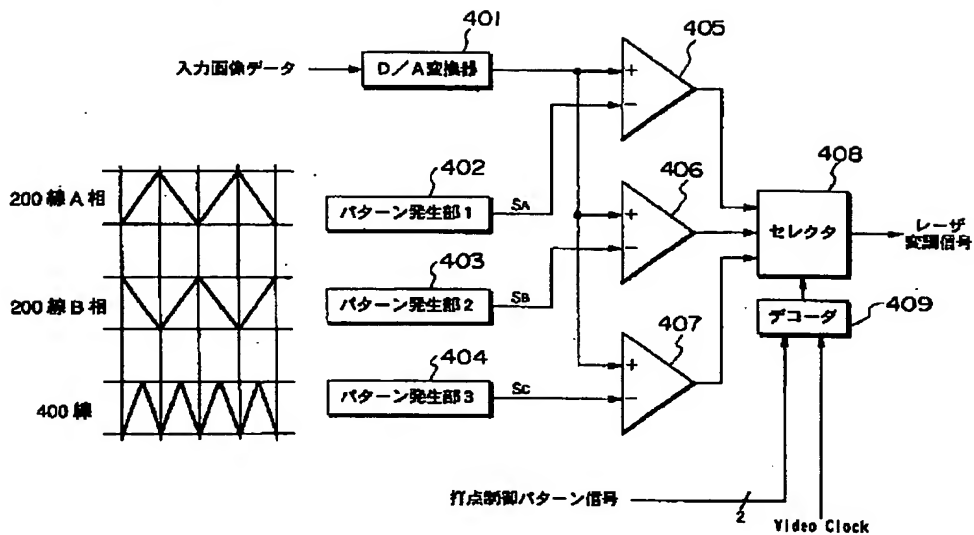 401
入力画像データ
D/A変換器
405
200線A相
402
パターン発生部1
SA
406
408
セレクタ
レーザ
変調信号
403
200線B相
パターン発生部2
SB
409
デコーダ
407
404
400線
パターン発生部3
SC
打点制御パターン信号
2
Video Clock